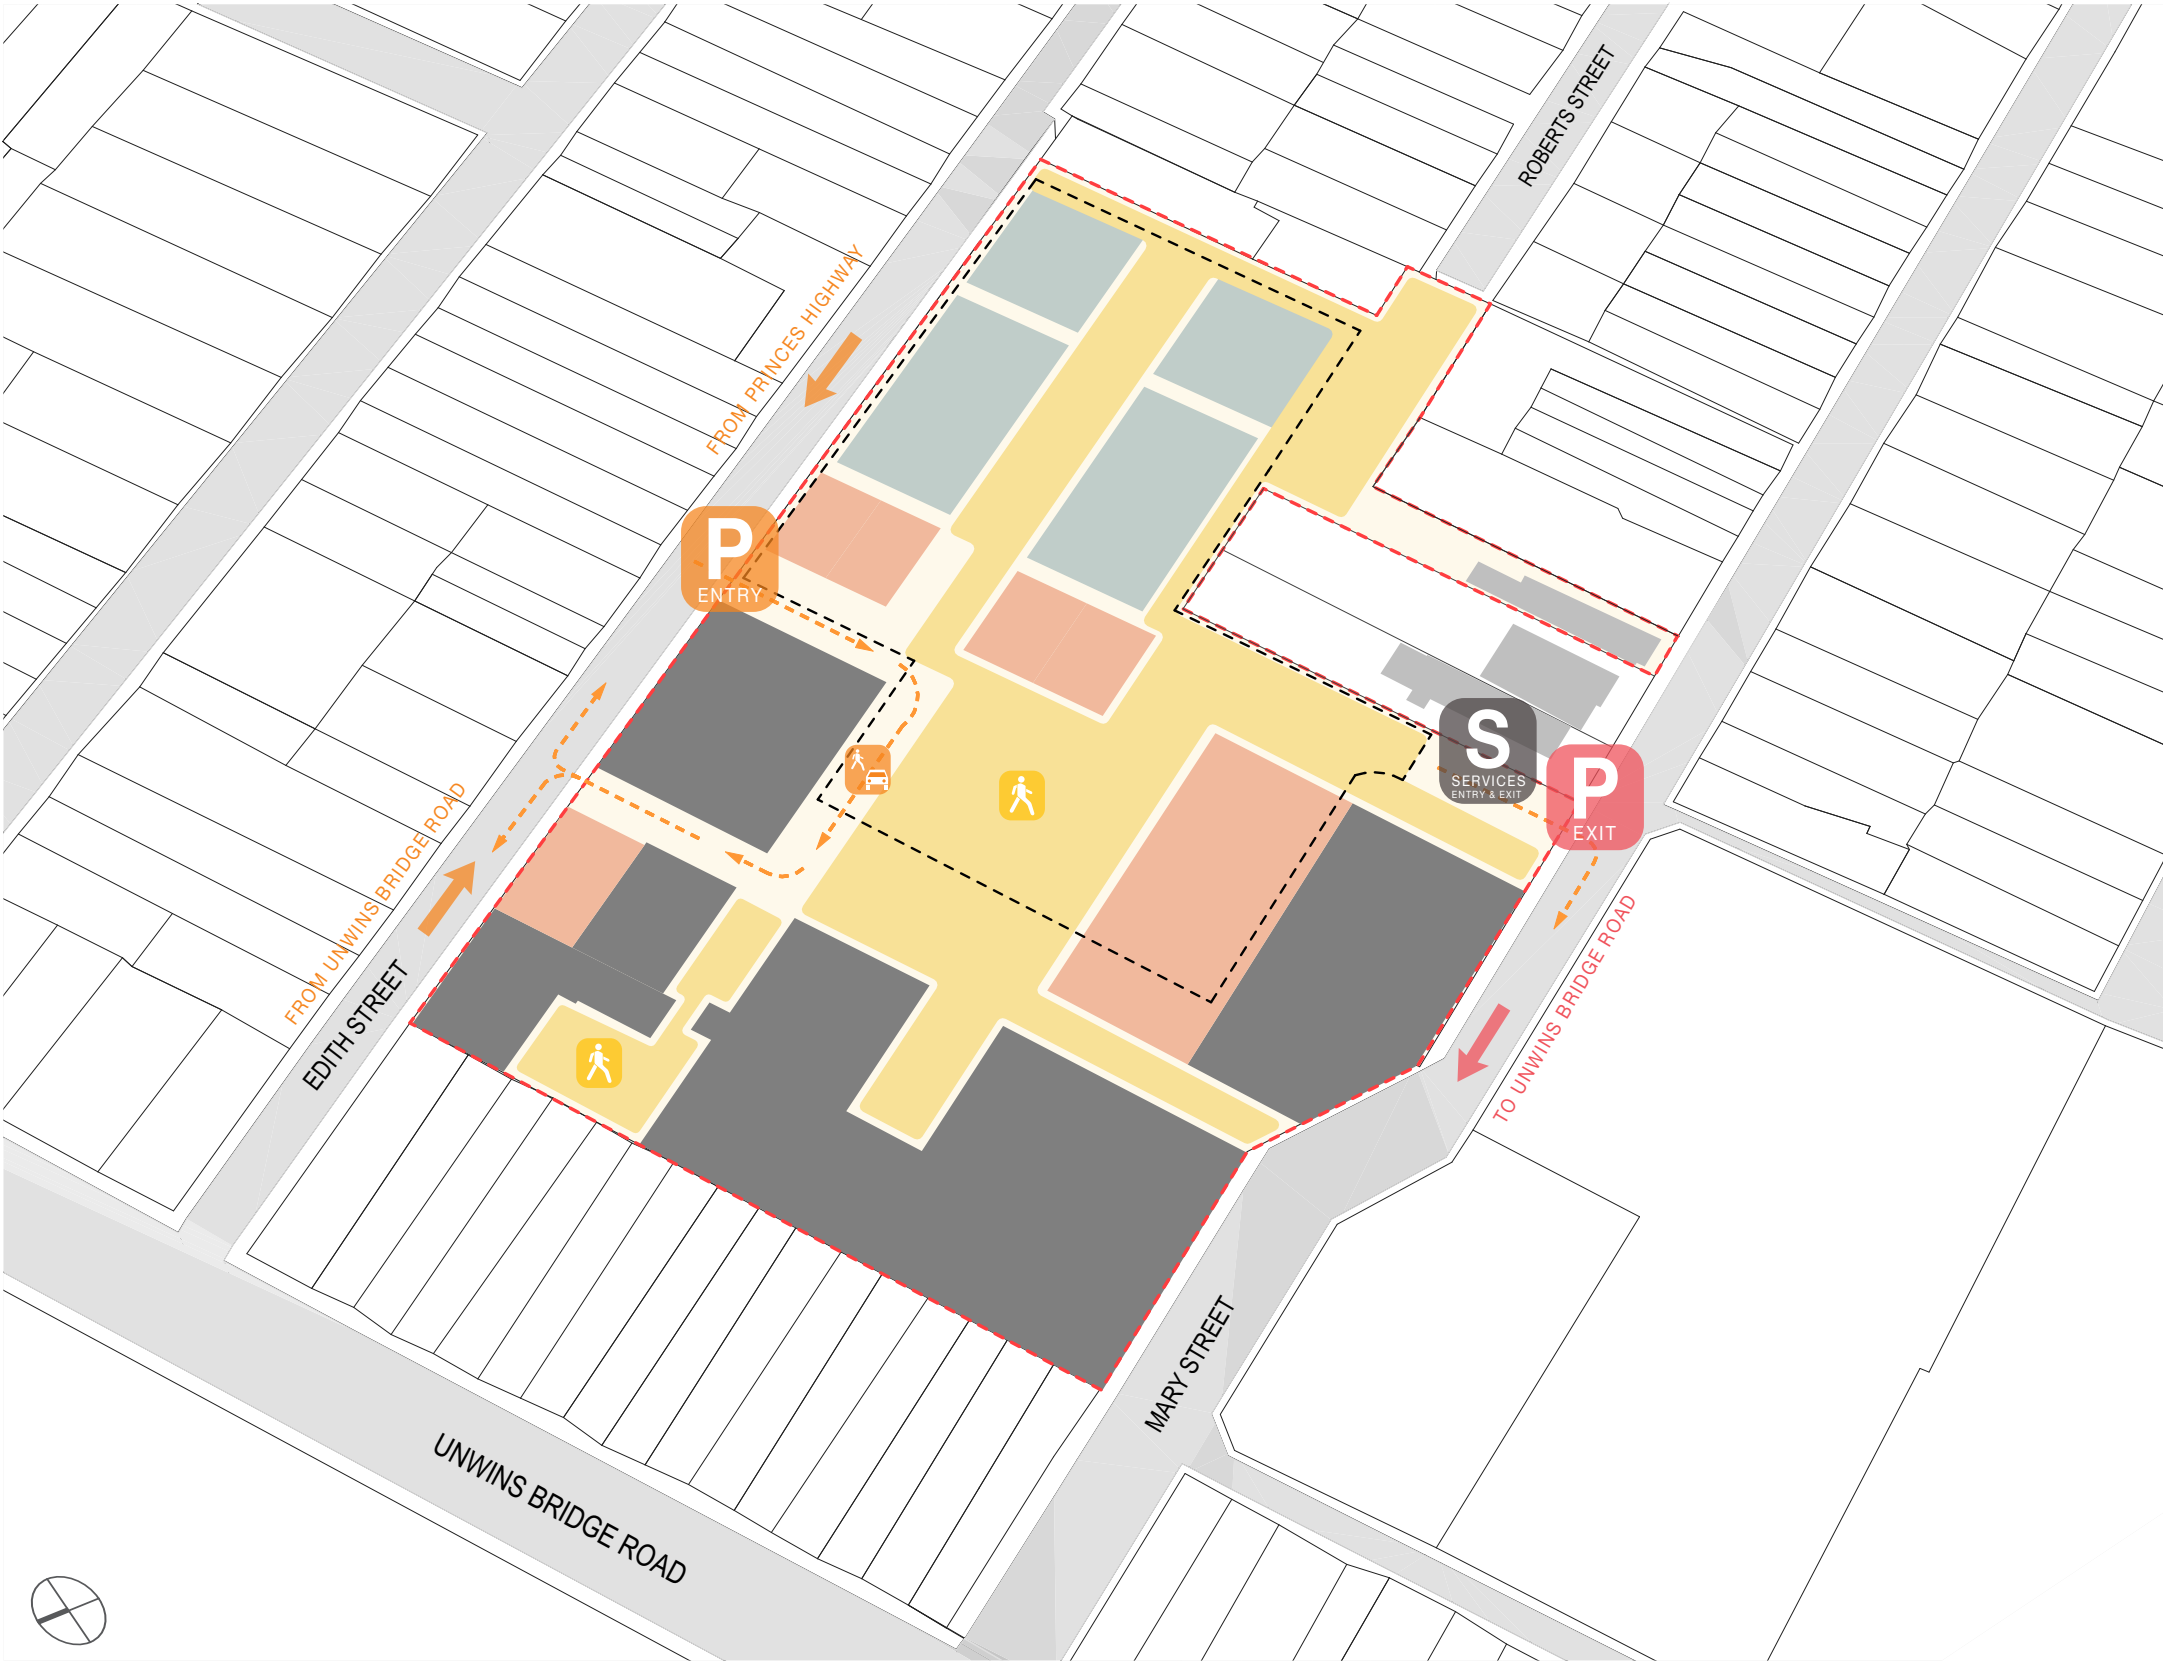 ROBERTS STREET
FROM PRINCES HIGHWAY
P
ENTRY
S
SERVICES
ENTRY & EXIT
P
EXIT
FROM UNWINS BRIDGE ROAD
EDITH STREET
TO UNWINS BRIDGE ROAD
MARY STREET
UNWINS BRIDGE ROAD